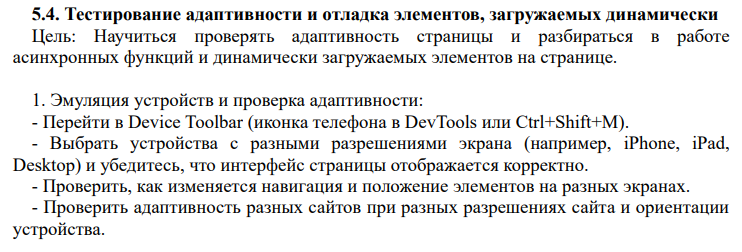 5.4. Тестирование адаптивности и отладка элементов, загружаемых динамически
Цель: Научиться проверять адаптивность страницы и разбираться в работе
асинхронных функций и динамически загружаемых элементов на странице.
1. Эмуляция устройств и проверка адаптивности:
- Перейти в Device Toolbar (иконка телефона в DevTools или Ctrl+Shift+M).
- Выбрать устройства с разными разрешениями экрана (например, iPhone, iPad,
Desktop) и убедитесь, что интерфейс страницы отображается корректно.
- Проверить, как изменяется навигация и положение элементов на разных экранах.
- Проверить адаптивность разных сайтов при разных разрешениях сайта и ориентации
устройства.